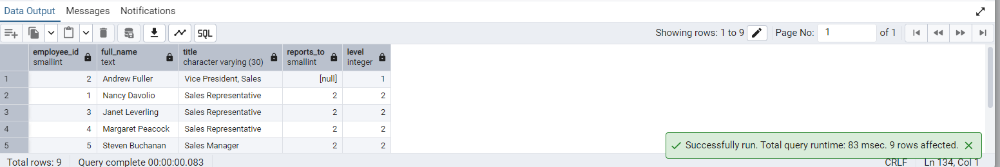 Data Output Messages Notifications
SQL Showing rows: 1 to 9 Page No: 1 of 1
employee_id full_name title reports_to level
smallint text character varying (30) smallint integer
1 2 Andrew Fuller Vice President, Sales [null] 1
2 1 Nancy Davolio Sales Representative 2 2
3 3 Janet Leverling Sales Representative 2 2
4 4 Margaret Peacock Sales Representative 2 2
5 5 Steven Buchanan Sales Manager 2 2
Successfully run. Total query runtime: 83 msec. 9 rows affected.
Total rows: 9 Query complete 00:00:00.083 CRLF Ln 134, Col 1